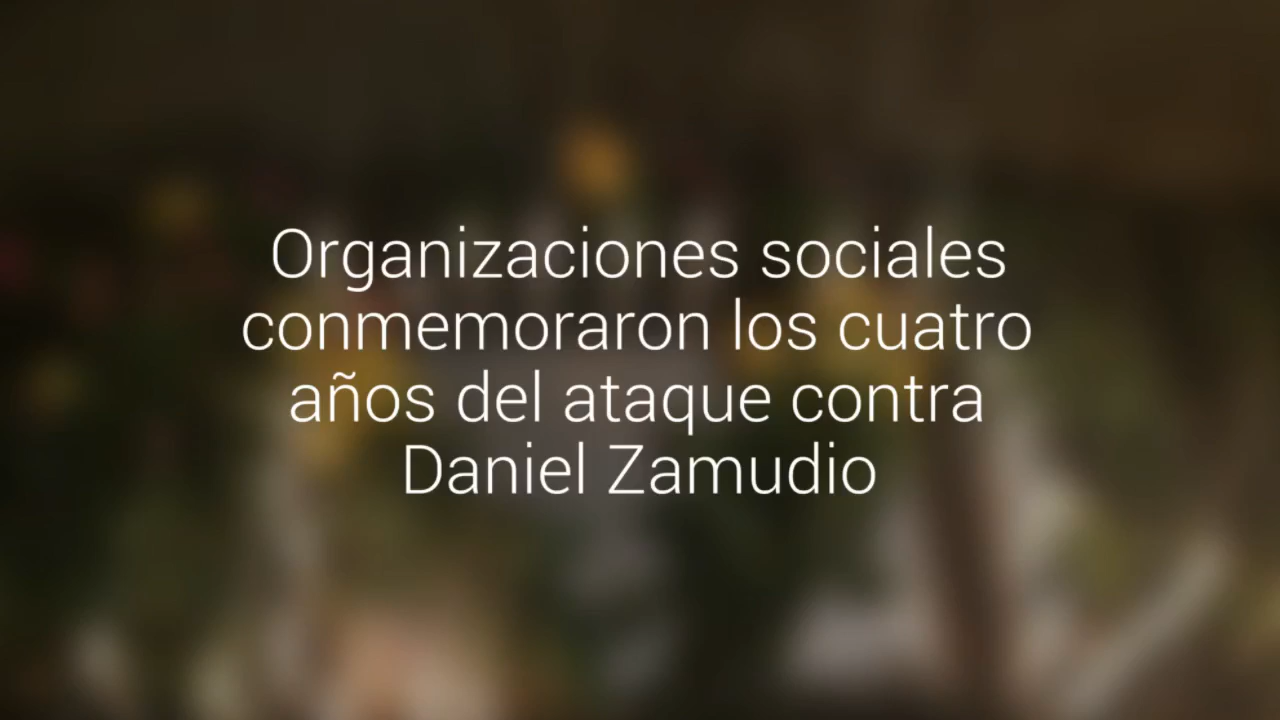 Organizaciones sociales
conmemoraron los cuatro
años del ataque contra
Daniel Zamudio